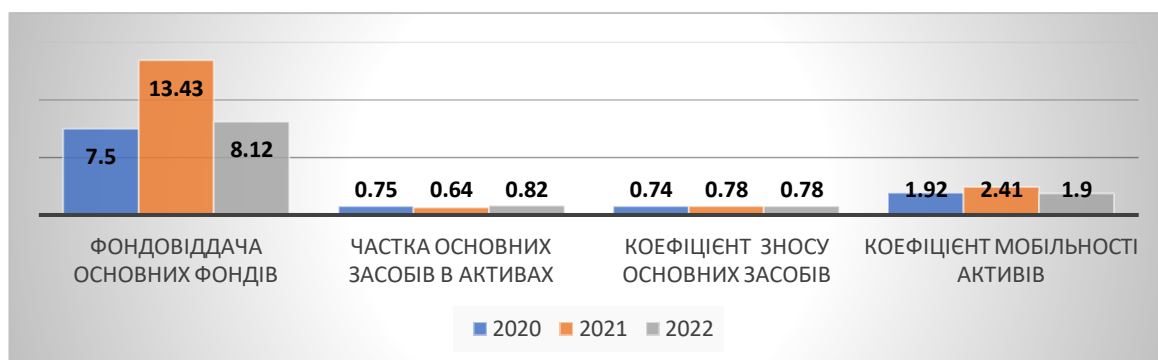 13.43
7.5
8.12
0.75
0.64
0.82
0.74
0.78
0.78
1.92
2.41
1.9
ФОНДОВІДДАЧА
ОСНОВНИХ ФОНДІВ
ЧАСТКА ОСНОВНИХ
ЗАСОБІВ В АКТИВАХ
КОЕФІЦІЄНТ ЗНОСУ
ОСНОВНИХ ЗАСОБІВ
КОЕФІЦІЄНТ МОБІЛЬНОСТІ
АКТИВІВ
2020 2021 2022